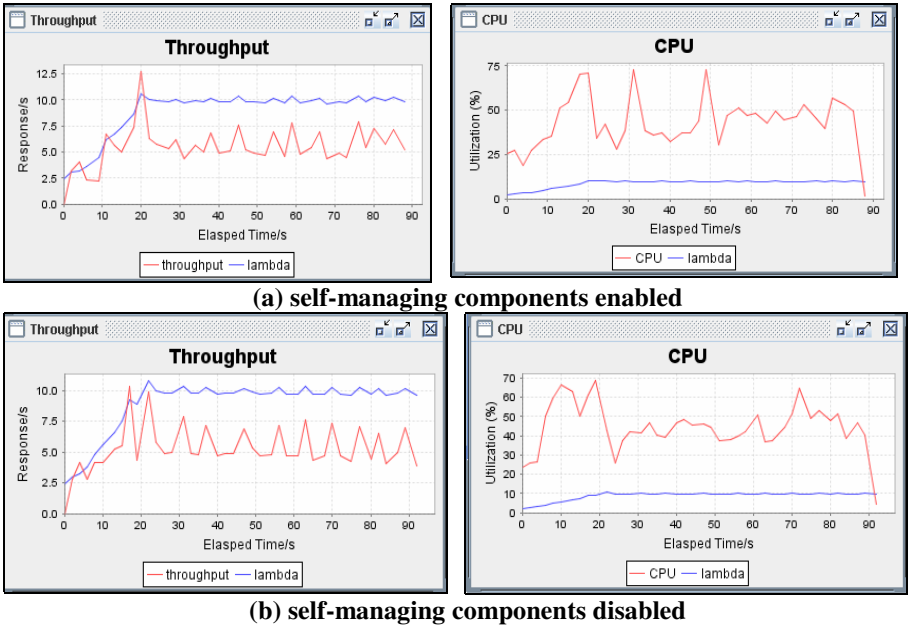 Throughput
CPU
Throughput
CPU
12.5
10.0
7.5
5.0
2.5
0.0
Response/s
0 10 20 30 40 50 60 70 80 90
Elasped Time/s
throughput lambda
75
50
25
0
Utilization (%)
0 10 20 30 40 50 60 70 80 90
Elasped Time/s
CPU lambda
(a) self-managing components enabled
Throughput
CPU
Throughput
CPU
10.0
7.5
5.0
2.5
0.0
Response/s
0 10 20 30 40 50 60 70 80 90
Elasped Time/s
throughput lambda
70
60
50
40
30
20
10
0
Utilization (%)
0 10 20 30 40 50 60 70 80 90
Elasped Time/s
CPU lambda
(b) self-managing components disabled